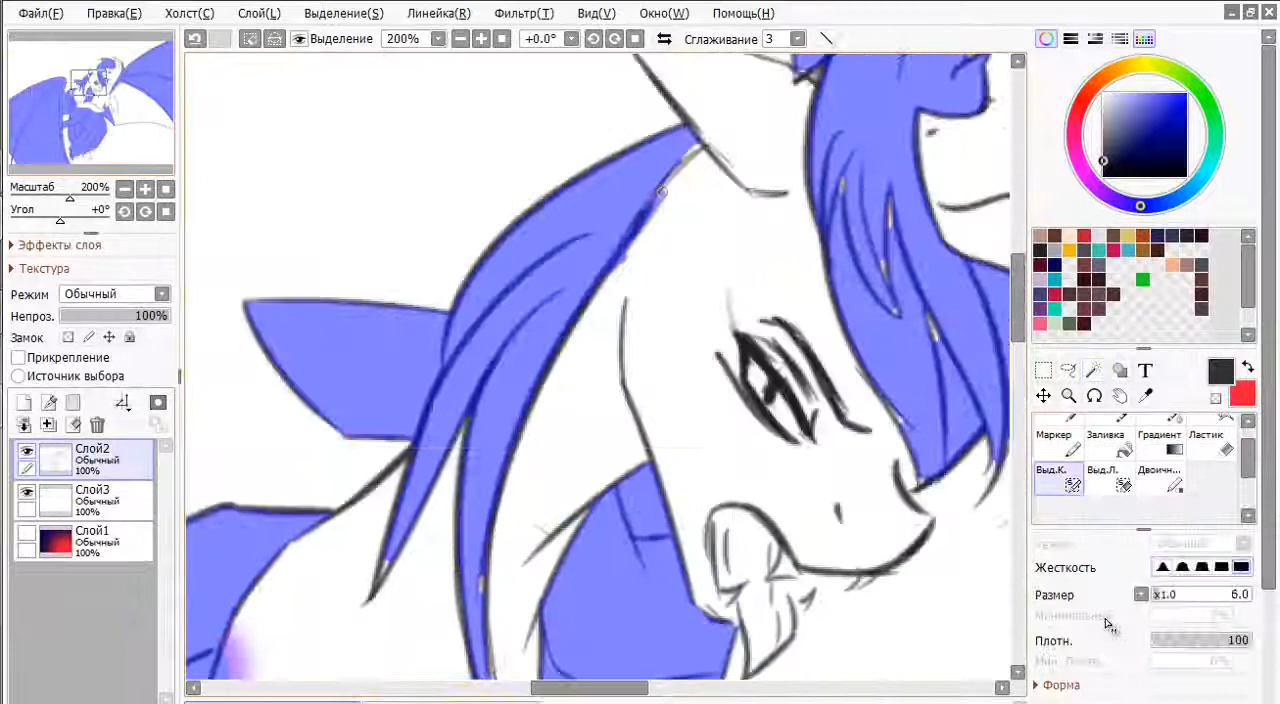 Файл(F) Правка(E) Холст(C) Слой(L) Выделение(S) Линейка(R) Фильтр(T) Вид(V) Окно(W) Помощь(H)
Выделение 200% +0.0° Сглаживание 3
Масштаб 200%
Угол +0°
Эффекты слоя
Текстура
Режим Обычный
Непроз. 100%
Замок
Прикрепление
Источник выбора
Слой2
Обычный
100%
Слой3
Обычный
100%
Слой1
Обычный
100%
T
Маркер Заливка Градиент Ластик
Выд.К. Выд.Л. Двоичн...
Жесткость
Размер x1.0 6.0
Плотн. 100
Форма